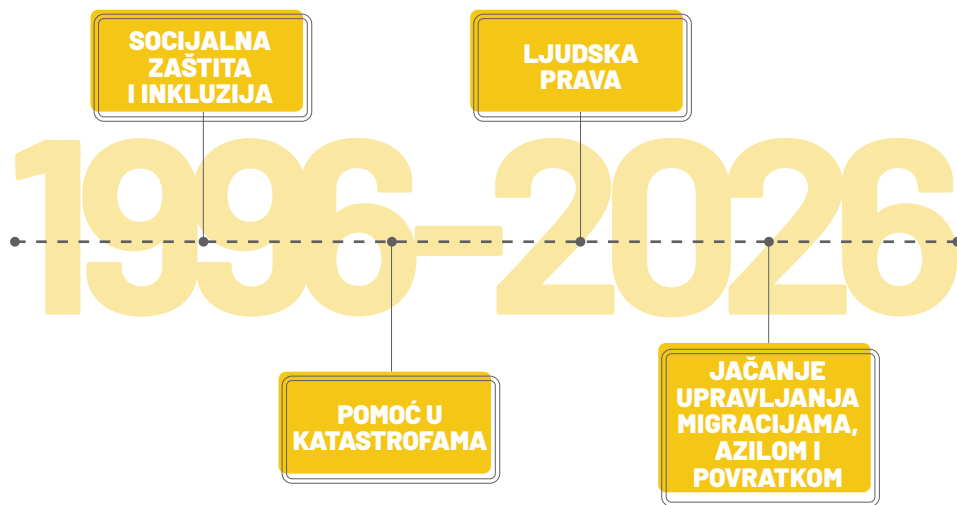 SOCIJALNA
ZAŠTITA
I INKLUZIJA
LJUDSKA
PRAVA
1996–2026
POMOĆ U
KATASTROFAMA
JAČANJE
UPRAVLJANJA
MIGRACIJAMA,
AZILOM I
POVRATKOM